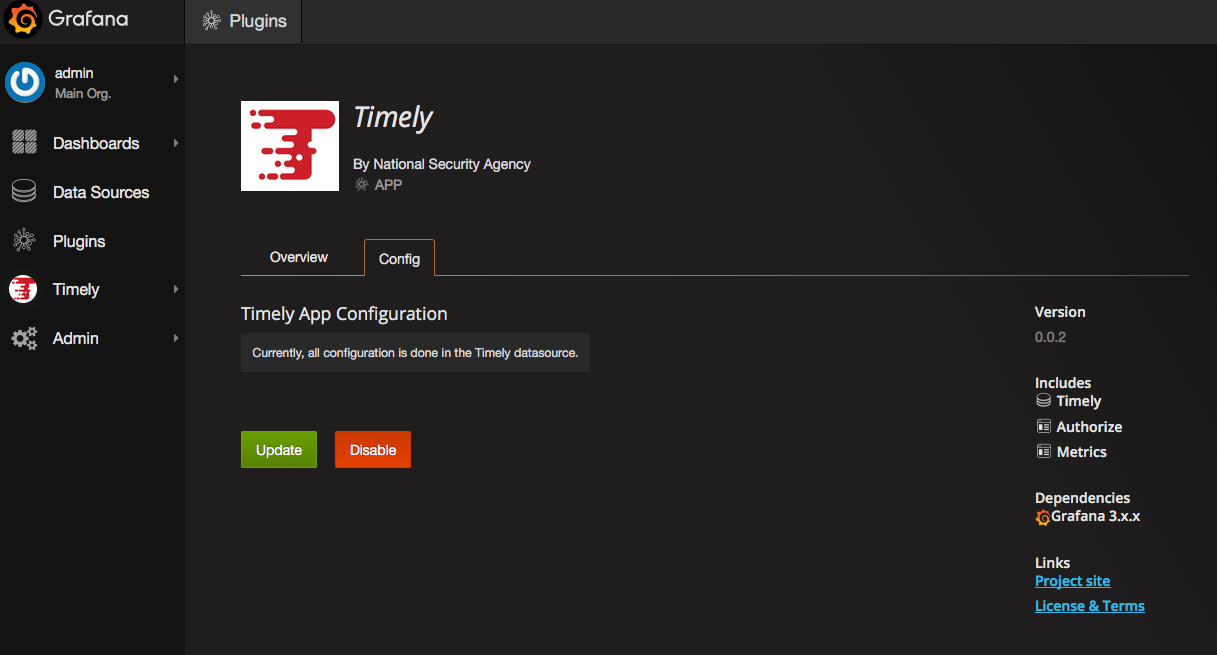 Grafana
Plugins
admin
Main Org.
Dashboards
Data Sources
Plugins
Timely
Admin
Timely
By National Security Agency
APP
Overview
Config
Timely App Configuration
Currently, all configuration is done in the Timely datasource.
Update
Disable
Version
0.0.2
Includes
Timely
Authorize
Metrics
Dependencies
Grafana 3.x.x
Links
Project site
License & Terms